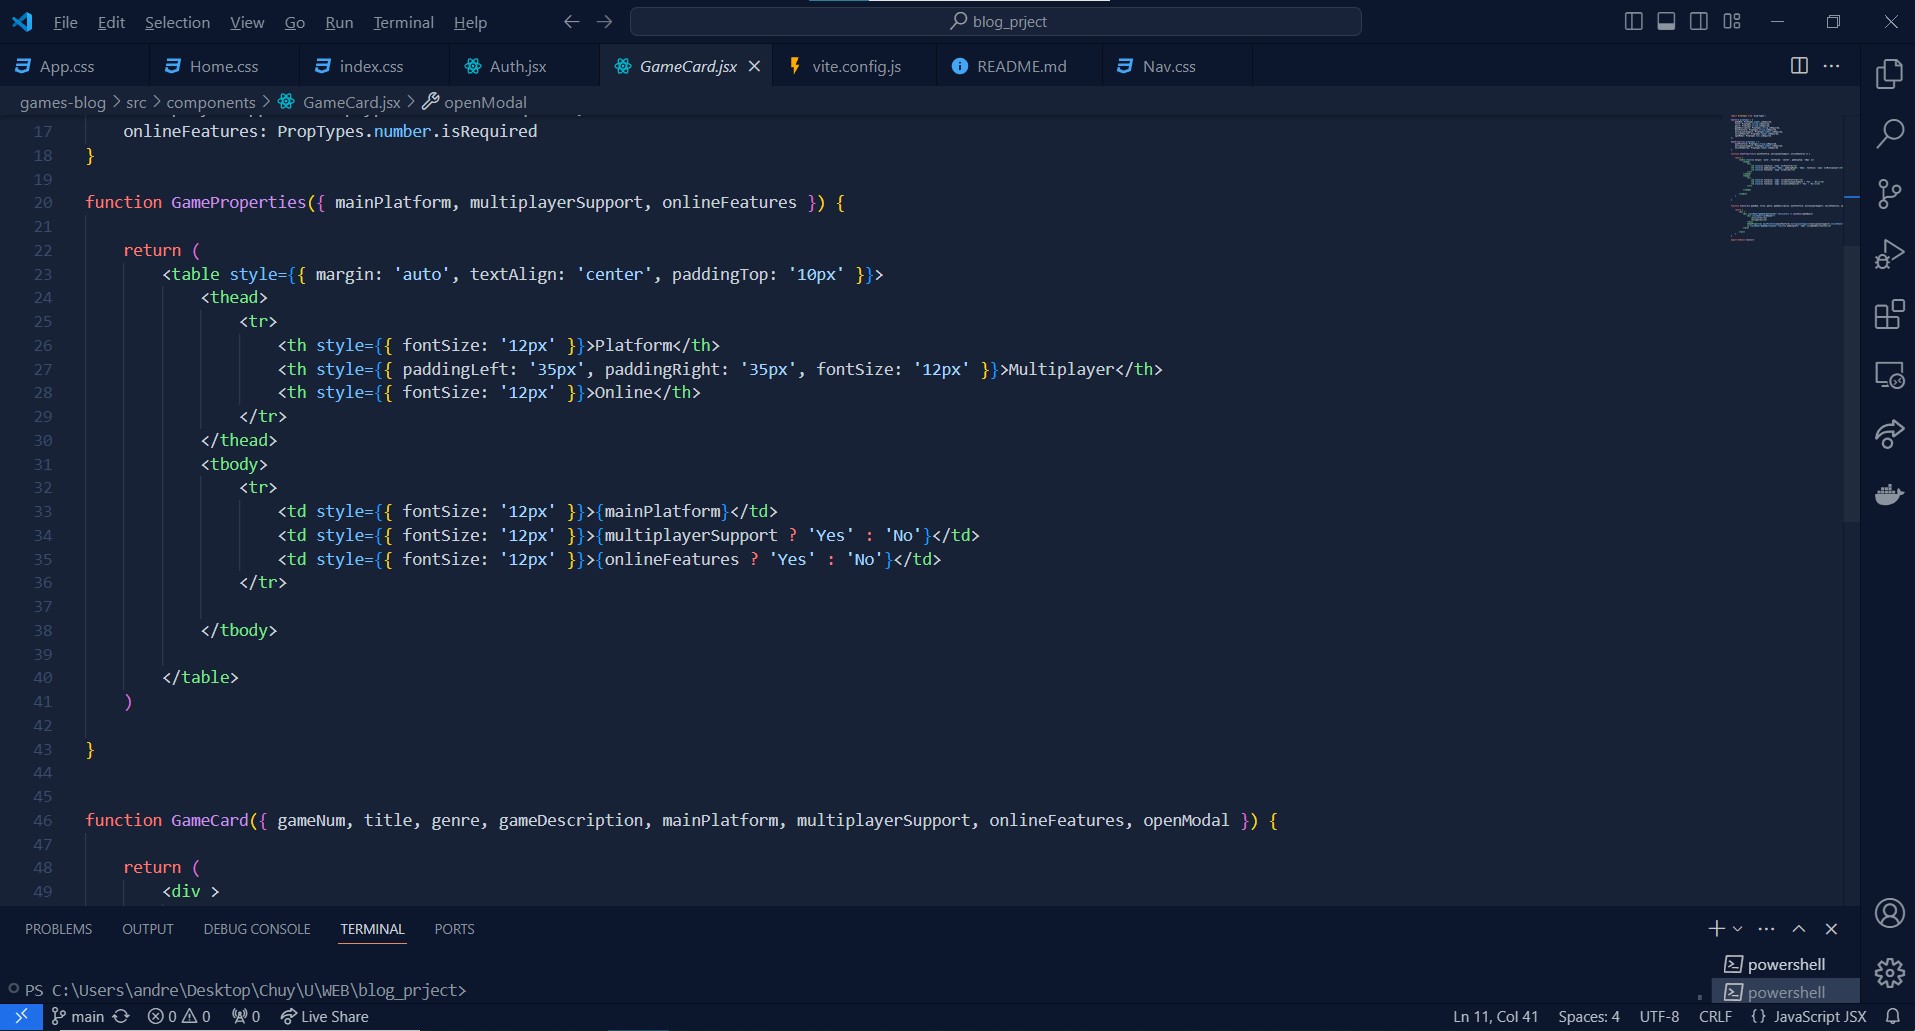 File Edit Selection View Go Run Terminal Help
blog_prject
App.css
Home.css
index.css
Auth.jsx
GameCard.jsx
vite.config.js
README.md
Nav.css
games-blog > src > components > GameCard.jsx > openModal
17 onlineFeatures: PropTypes.number.isRequired
18 }
19
20 function GameProperties({ mainPlatform, multiplayerSupport, onlineFeatures }) {
21
22 return (
23 <table style={{ margin: 'auto', textAlign: 'center', paddingTop: '10px' }}>
24 <thead>
25 <tr>
26 <th style={{ fontSize: '12px' }}>Platform</th>
27 <th style={{ paddingLeft: '35px', paddingRight: '35px', fontSize: '12px' }}>Multiplayer</th>
28 <th style={{ fontSize: '12px' }}>Online</th>
29 </tr>
30 </thead>
31 <tbody>
32 <tr>
33 <td style={{ fontSize: '12px' }}>{mainPlatform}</td>
34 <td style={{ fontSize: '12px' }}>{multiplayerSupport ? 'Yes' : 'No'}</td>
35 <td style={{ fontSize: '12px' }}>{onlineFeatures ? 'Yes' : 'No'}</td>
36 </tr>
37
38 </tbody>
39
40 </table>
41 )
42
43 }
44
45
46 function GameCard({ gameNum, title, genre, gameDescription, mainPlatform, multiplayerSupport, onlineFeatures, openModal }) {
47
48 return (
49 <div >
PROBLEMS OUTPUT DEBUG CONSOLE TERMINAL PORTS
powershell
PS C:\Users\andre\Desktop\Chuy\U\WEB\blog_prject>
powershell
main 0 0 0 Live Share Ln 11, Col 41 Spaces: 4 UTF-8 CRLF {} JavaScript JSX